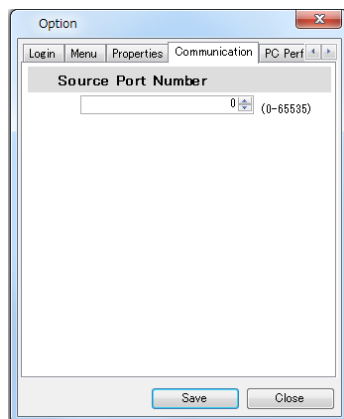 Option
Login Menu Properties Communication PC Perf
Source Port Number
0 (0-65535)
Save Close